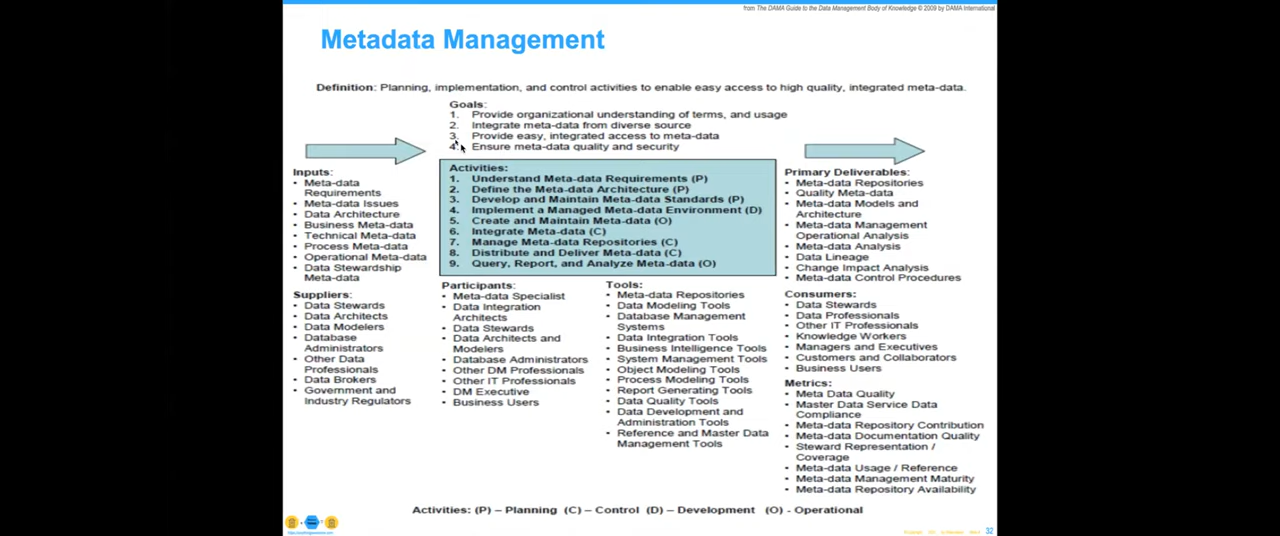 from The DAMA Guide to the Data Management Body of Knowledge © 2009 by DAMA International
Metadata Management
Definition: Planning, implementation, and control activities to enable easy access to high quality, integrated meta-data.
Goals:
1. Provide organizational understanding of terms, and usage
2. Integrate meta-data from diverse source
3. Provide easy, integrated access to meta-data
4. Ensure meta-data quality and security
Inputs:
• Meta-data
Requirements
• Meta-data Issues
• Data Architecture
• Business Meta-data
• Technical Meta-data
• Process Meta-data
• Operational Meta-data
• Data Stewardship
Meta-data
Activities:
1. Understand Meta-data Requirements (P)
2. Define the Meta-data Architecture (P)
3. Develop and Maintain Meta-data Standards (P)
4. Implement a Managed Meta-data Environment (D)
5. Create and Maintain Meta-data (O)
6. Integrate Meta-data (C)
7. Manage Meta-data Repositories (C)
8. Distribute and Deliver Meta-data (C)
9. Query, Report, and Analyze Meta-data (O)
Primary Deliverables:
• Meta-data Repositories
• Quality Meta-data
• Meta-data Models and
Architecture
• Meta-data Management
Operational Analysis
• Meta-data Analysis
• Data Lineage
• Change Impact Analysis
• Meta-data Control Procedures
Suppliers:
• Data Stewards
• Data Architects
• Data Modelers
• Database
Administrators
• Other Data
Professionals
• Data Brokers
• Government and
Industry Regulators
Participants:
• Meta-data Specialist
• Data Integration
Architects
• Data Stewards
• Data Architects and
Modelers
• Database Administrators
• Other DM Professionals
• Other IT Professionals
• DM Executive
• Business Users
Tools:
• Meta-data Repositories
• Data Modeling Tools
• Database Management
Systems
• Data Integration Tools
• Business Intelligence Tools
• System Management Tools
• Object Modeling Tools
• Process Modeling Tools
• Report Generating Tools
• Data Quality Tools
• Data Development and
Administration Tools
• Reference and Master Data
Management Tools
Consumers:
• Data Stewards
• Data Professionals
• Other IT Professionals
• Knowledge Workers
• Managers and Executives
• Customers and Collaborators
• Business Users
Metrics:
• Meta Data Quality
• Master Data Service Data
Compliance
• Meta-data Repository Contribution
• Meta-data Documentation Quality
• Steward Representation /
Coverage
• Meta-data Usage / Reference
• Meta-data Management Maturity
• Meta-data Repository Availability
Activities: (P) – Planning (C) – Control (D) – Development (O) - Operational
32